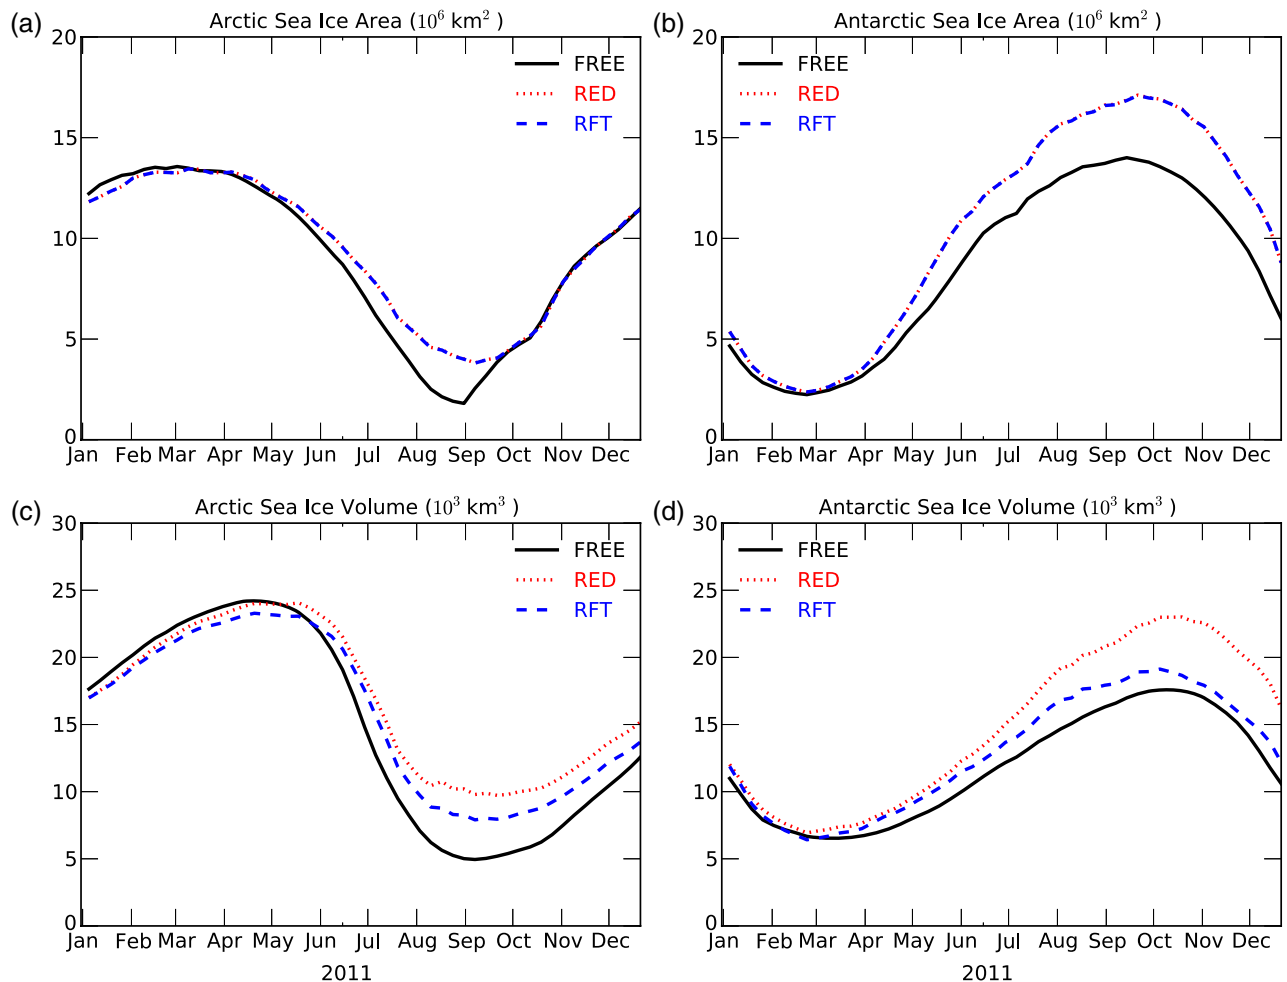 (a) Arctic Sea Ice Area (10⁶ km²)
20
15
10
5
0
FREE
RED
RFT
Jan Feb Mar Apr May Jun Jul Aug Sep Oct Nov Dec
(b) Antarctic Sea Ice Area (10⁶ km²)
20
15
10
5
0
FREE
RED
RFT
Jan Feb Mar Apr May Jun Jul Aug Sep Oct Nov Dec
(c) Arctic Sea Ice Volume (10³ km³)
30
25
20
15
10
5
0
FREE
RED
RFT
Jan Feb Mar Apr May Jun Jul Aug Sep Oct Nov Dec
2011
(d) Antarctic Sea Ice Volume (10³ km³)
30
25
20
15
10
5
0
FREE
RED
RFT
Jan Feb Mar Apr May Jun Jul Aug Sep Oct Nov Dec
2011